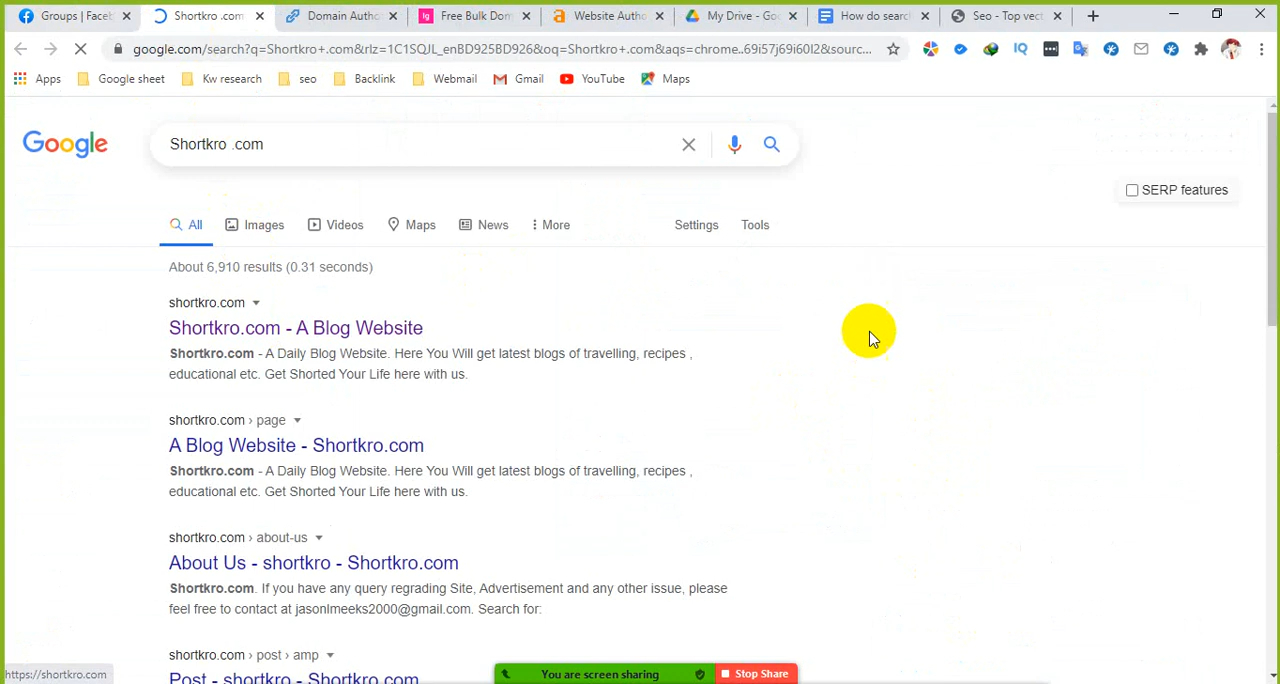 Groups | Faceb
Shortkro .com
Domain Autho
Free Bulk Dom
Website Autho
My Drive - Goo
How do searc
Seo - Top vect
google.com/search?q=Shortkro+.com&rlz=1C1SQJL_enBD925BD926&oq=Shortkro+.com&aqs=chrome..69i57j69i60l2&sourc...
Apps
Google sheet
Kw research
seo
Backlink
Webmail
Gmail
YouTube
Maps
Google
Shortkro .com
SERP features
All
Images
Videos
Maps
News
More
Settings
Tools
About 6,910 results (0.31 seconds)
shortkro.com
Shortkro.com - A Blog Website
Shortkro.com - A Daily Blog Website. Here You Will get latest blogs of travelling, recipes ,
educational etc. Get Shorted Your Life here with us.
shortkro.com › page
A Blog Website - Shortkro.com
Shortkro.com - A Daily Blog Website. Here You Will get latest blogs of travelling, recipes ,
educational etc. Get Shorted Your Life here with us.
shortkro.com › about-us
About Us - shortkro - Shortkro.com
Shortkro.com. If you have any query regrading Site, Advertisement and any other issue, please
feel free to contact at jasonlmeeks2000@gmail.com. Search for:
shortkro.com › post › amp
Post - shortkro - Shortkro.com
https://shortkro.com
You are screen sharing
Stop Share